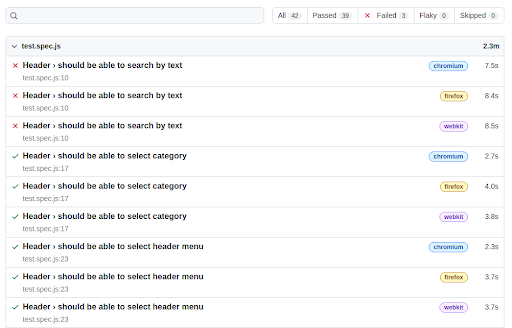 All 42 Passed 39 Failed 3 Flaky 0 Skipped 0
test.spec.js 2.3m
Header › should be able to search by text chromium 7.5s
test.spec.js:10
Header › should be able to search by text firefox 8.4s
test.spec.js:10
Header › should be able to search by text webkit 8.5s
test.spec.js:10
Header › should be able to select category chromium 2.7s
test.spec.js:17
Header › should be able to select category firefox 4.0s
test.spec.js:17
Header › should be able to select category webkit 3.8s
test.spec.js:17
Header › should be able to select header menu chromium 2.3s
test.spec.js:23
Header › should be able to select header menu firefox 3.7s
test.spec.js:23
Header › should be able to select header menu webkit 3.7s
test.spec.js:23